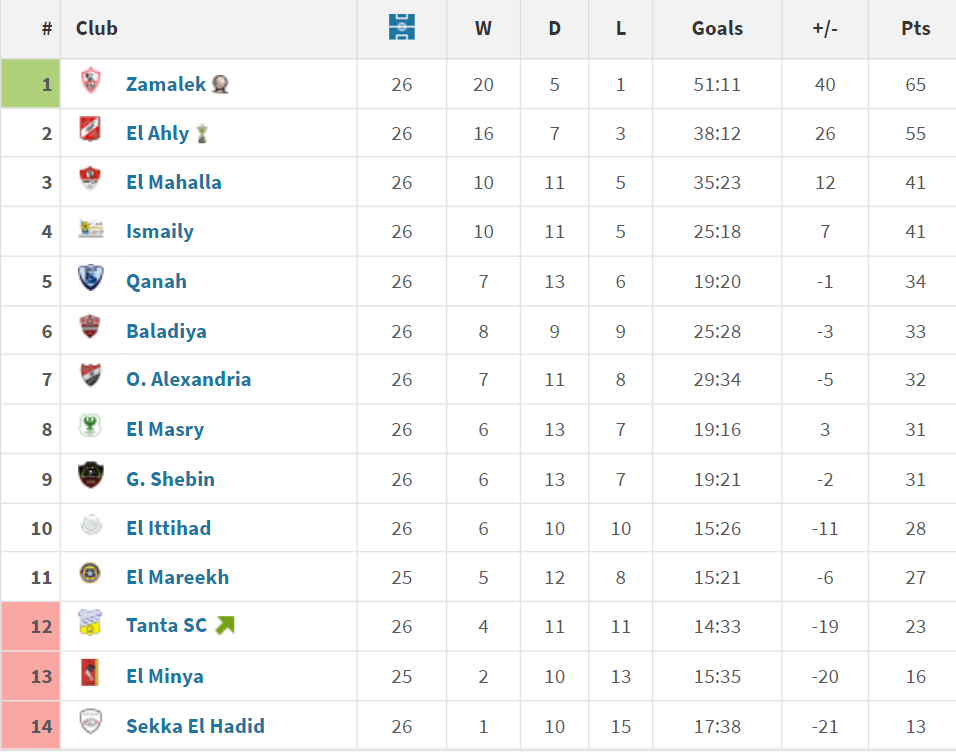 # Club W D L Goals +/- Pts
1 Zamalek 26 20 5 1 51:11 40 65
2 El Ahly 26 16 7 3 38:12 26 55
3 El Mahalla 26 10 11 5 35:23 12 41
4 Ismaily 26 10 11 5 25:18 7 41
5 Qanah 26 7 13 6 19:20 -1 34
6 Baladiya 26 8 9 9 25:28 -3 33
7 O. Alexandria 26 7 11 8 29:34 -5 32
8 El Masry 26 6 13 7 19:16 3 31
9 G. Shebin 26 6 13 7 19:21 -2 31
10 El Ittihad 26 6 10 10 15:26 -11 28
11 El Mareekh 25 5 12 8 15:21 -6 27
12 Tanta SC 26 4 11 11 14:33 -19 23
13 El Minya 25 2 10 13 15:35 -20 16
14 Sekka El Hadid 26 1 10 15 17:38 -21 13